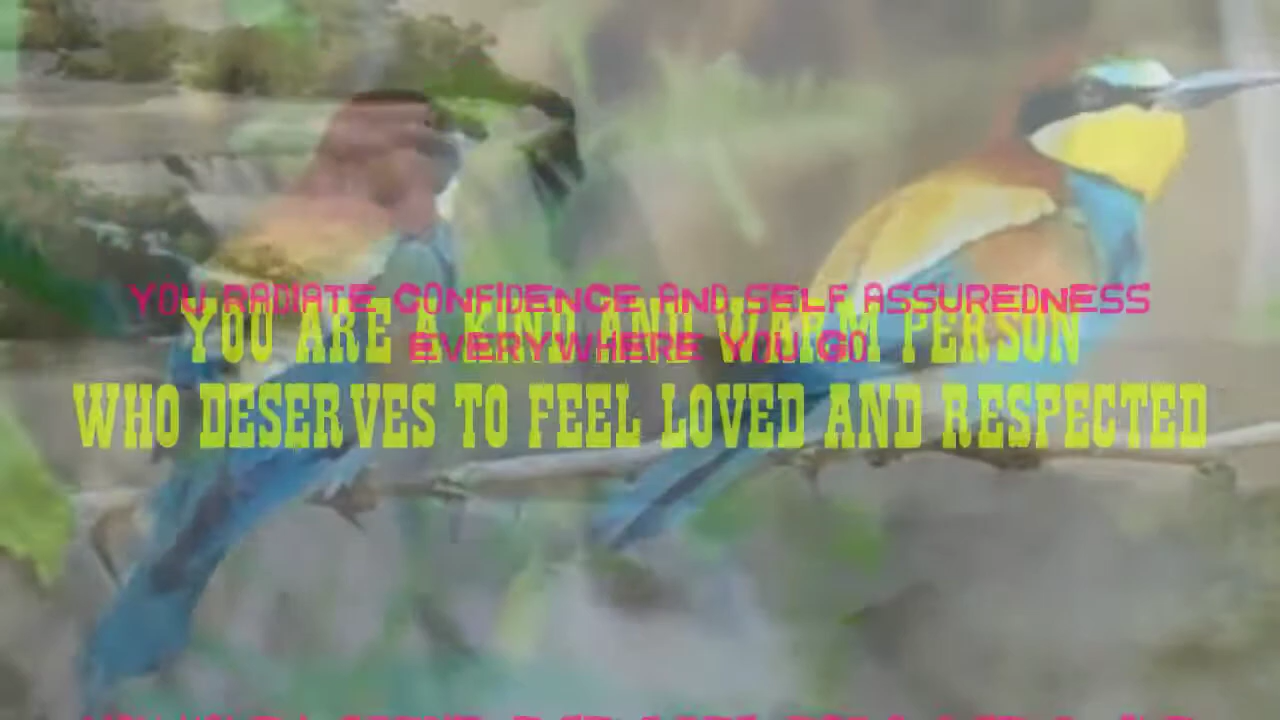 YOU RADIATE CONFIDENCE AND SELF ASSUREDNESS
EVERYWHERE YOU GO
YOU ARE A KIND AND WARM PERSON
WHO DESERVES TO FEEL LOVED AND RESPECTED